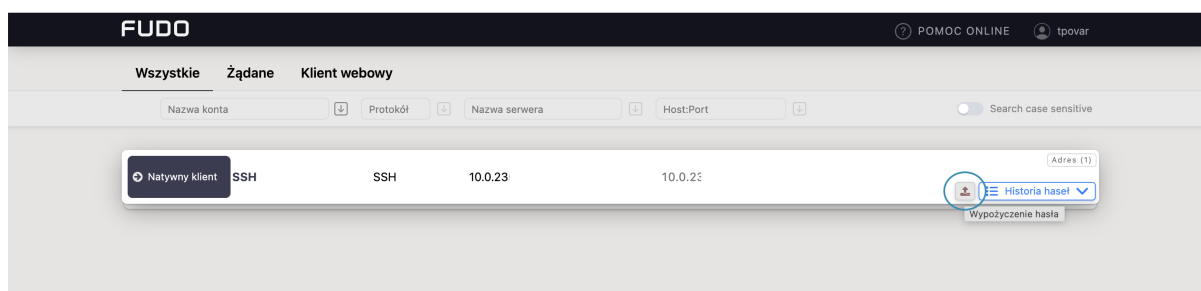 FUDO
POMOC ONLINE tpovar
Wszystkie Żądane Klient webowy
Nazwa konta Protokół Nazwa serwera Host:Port Search case sensitive
Adres (1)
Natywny klient SSH SSH 10.0.23 10.0.23
Historia haseł
Wypożyczenie hasła